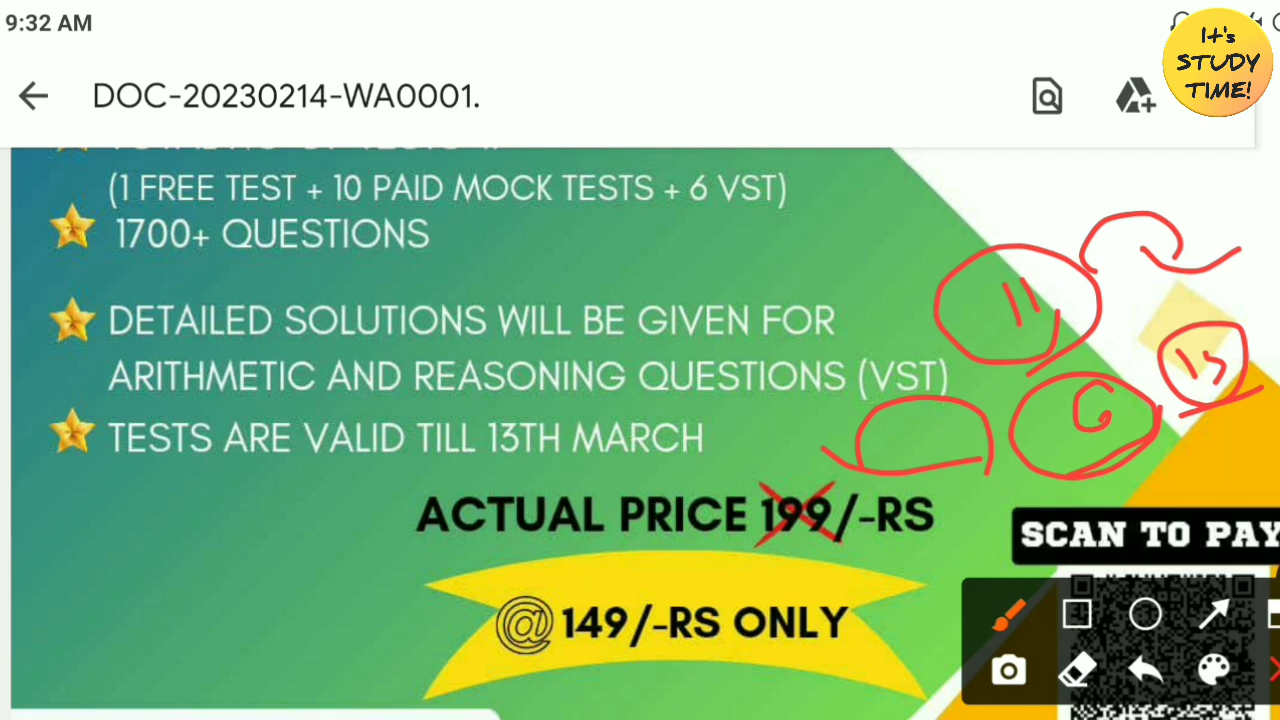 9:32 AM
It's
STUDY
TIME!
DOC-20230214-WA0001.
(1 FREE TEST + 10 PAID MOCK TESTS + 6 VST)
1700+ QUESTIONS
DETAILED SOLUTIONS WILL BE GIVEN FOR
ARITHMETIC AND REASONING QUESTIONS (VST)
TESTS ARE VALID TILL 13TH MARCH
11
6
ACTUAL PRICE 199/-RS
SCAN TO PAY
@ 149/-RS ONLY